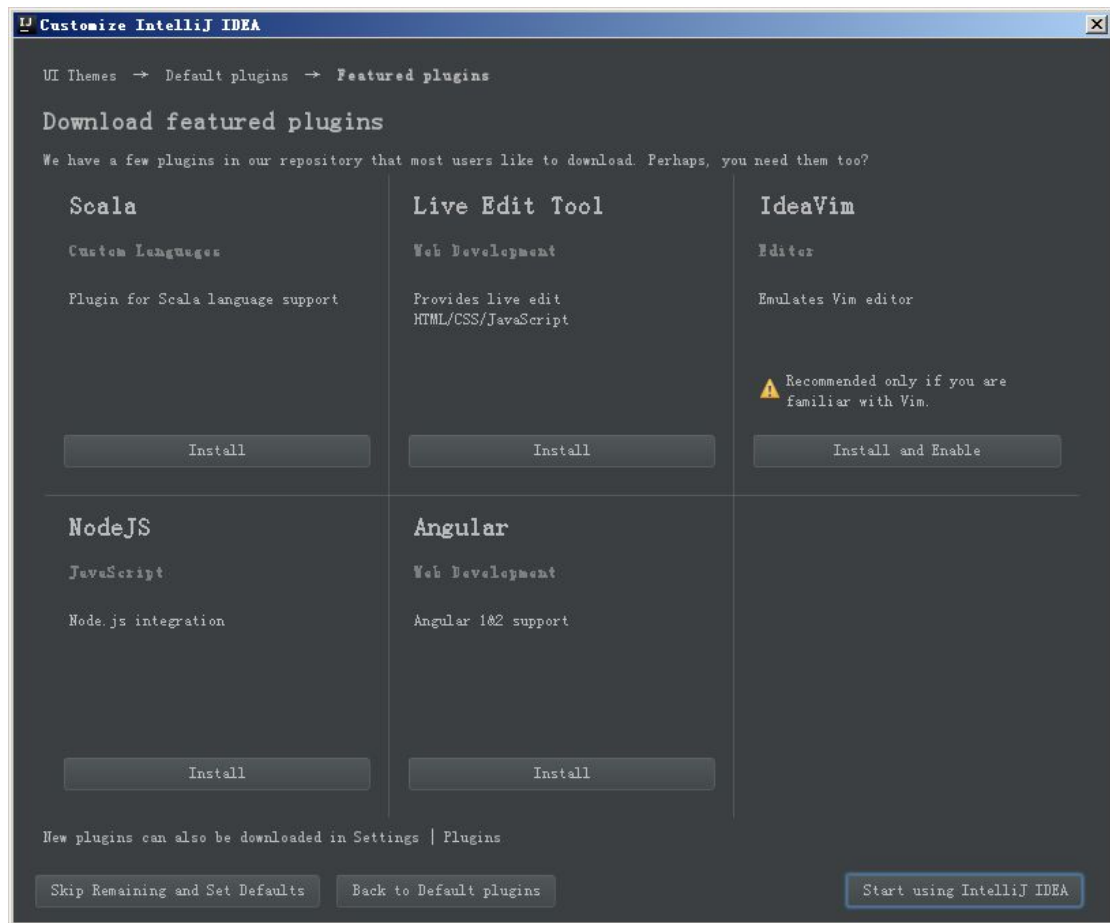 IJ Customize IntelliJ IDEA
UI Themes → Default plugins → Featured plugins
Download featured plugins
We have a few plugins in our repository that most users like to download. Perhaps, you need them too?
Scala
Custom Languages
Plugin for Scala language support
Install
Live Edit Tool
Web Development
Provides live edit
HTML/CSS/JavaScript
Install
IdeaVim
Editor
Emulates Vim editor
Recommended only if you are
familiar with Vim.
Install and Enable
NodeJS
JavaScript
Node.js integration
Install
Angular
Web Development
Angular 1&2 support
Install
New plugins can also be downloaded in Settings | Plugins
Skip Remaining and Set Defaults
Back to Default plugins
Start using IntelliJ IDEA